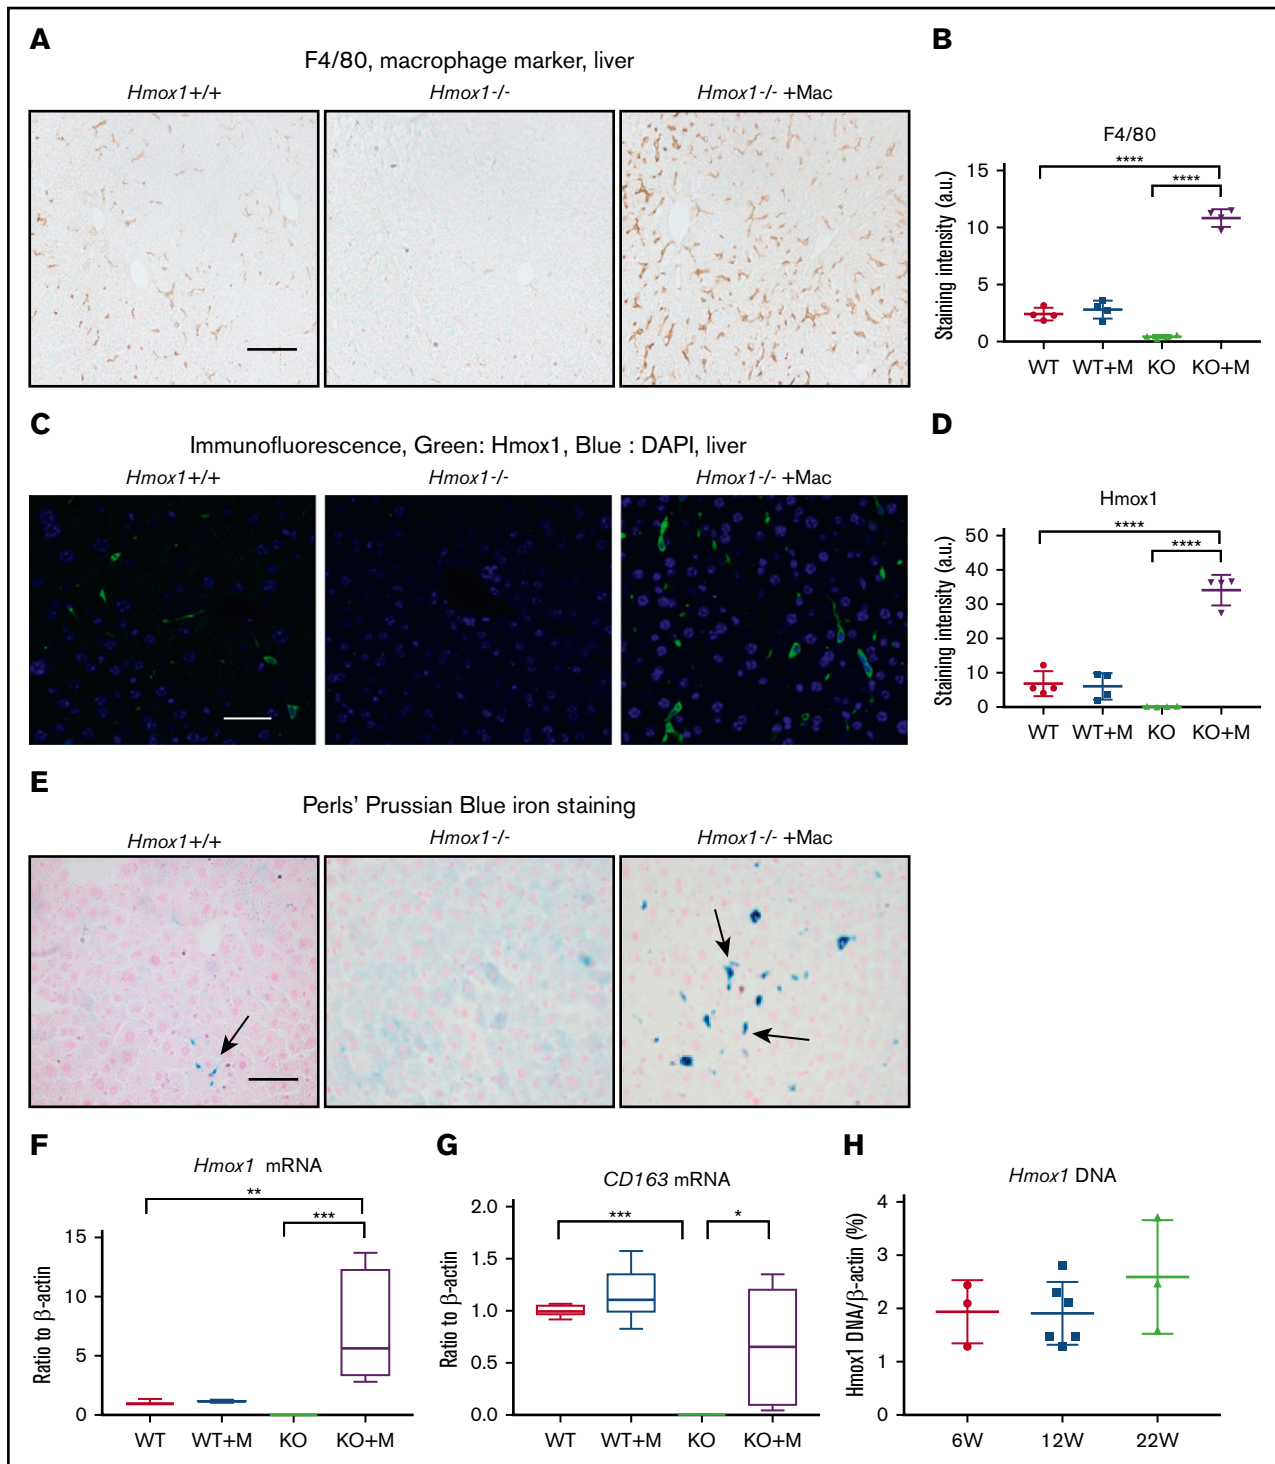 A
F4/80, macrophage marker, liver
Hmox1+/+
Hmox1-/-
Hmox1-/- +Mac
B
F4/80
****
****
Staining intensity (a.u.)
15
10
5
0
WT WT+M KO KO+M
C
Immunofluorescence, Green: Hmox1, Blue : DAPI, liver
Hmox1+/+
Hmox1-/-
Hmox1-/- +Mac
D
Hmox1
****
****
Staining intensity (a.u.)
50
40
30
20
10
0
WT WT+M KO KO+M
E
Perls' Prussian Blue iron staining
Hmox1+/+
Hmox1-/-
Hmox1-/- +Mac
F
Hmox1 mRNA
**
***
Ratio to β-actin
15
10
5
0
WT WT+M KO KO+M
G
CD163 mRNA
***
*
Ratio to β-actin
2.0
1.5
1.0
0.5
0.0
WT WT+M KO KO+M
H
Hmox1 DNA
Hmox1 DNA/β-actin (%)
4
3
2
1
0
6W 12W 22W